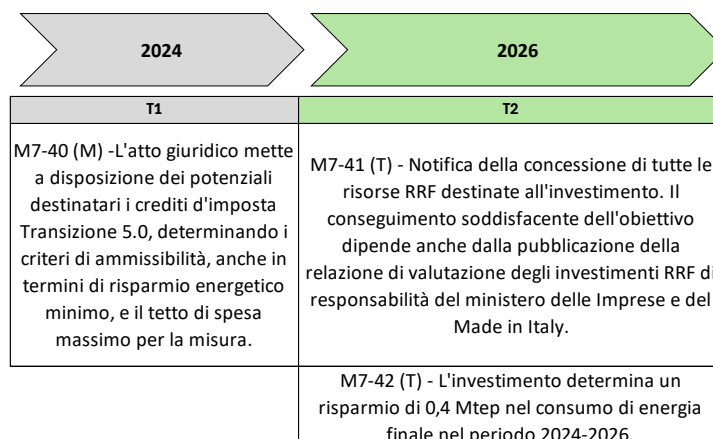 2024
2026
T1
T2
M7-40 (M) -L'atto giuridico mette
a disposizione dei potenziali
destinatari i crediti d'imposta
Transizione 5.0, determinando i
criteri di ammissibilità, anche in
termini di risparmio energetico
minimo, e il tetto di spesa
massimo per la misura.
M7-41 (T) - Notifica della concessione di tutte le
risorse RRF destinate all'investimento. Il
conseguimento soddisfacente dell'obiettivo
dipende anche dalla pubblicazione della
relazione di valutazione degli investimenti RRF di
responsabilità del ministero delle Imprese e del
Made in Italy.
M7-42 (T) - L'investimento determina un
risparmio di 0,4 Mtep nel consumo di energia
finale nel periodo 2024-2026.